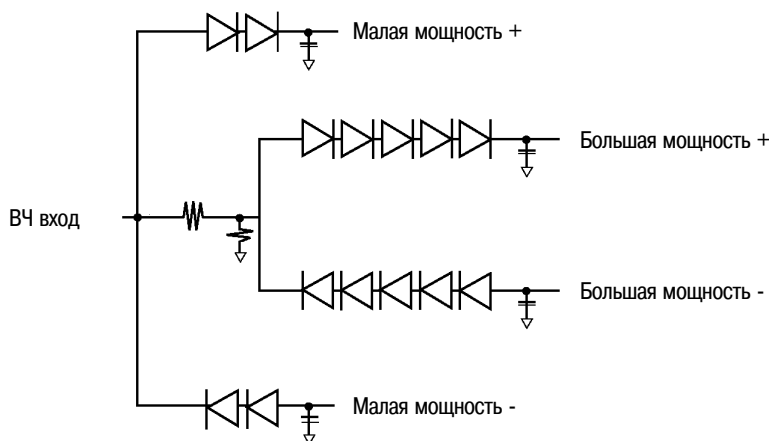 Малая мощность +
Большая мощность +
ВЧ вход
Большая мощность -
Малая мощность -